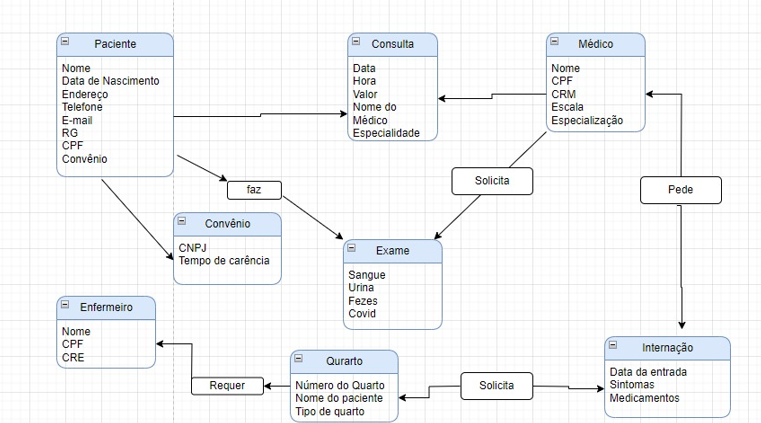 Paciente
Nome
Data de Nascimento
Endereço
Telefone
E-mail
RG
CPF
Convênio
Consulta
Data
Hora
Valor
Nome do
Médico
Especialidade
Médico
Nome
CPF
CRM
Escala
Especialização
faz
Solicita
Pede
Convênio
CNPJ
Tempo de carência
Exame
Sangue
Urina
Fezes
Covid
Enfermeiro
Nome
CPF
CRE
Requer
Qurarto
Número do Quarto
Nome do paciente
Tipo de quarto
Solicita
Internação
Data da entrada
Sintomas
Medicamentos